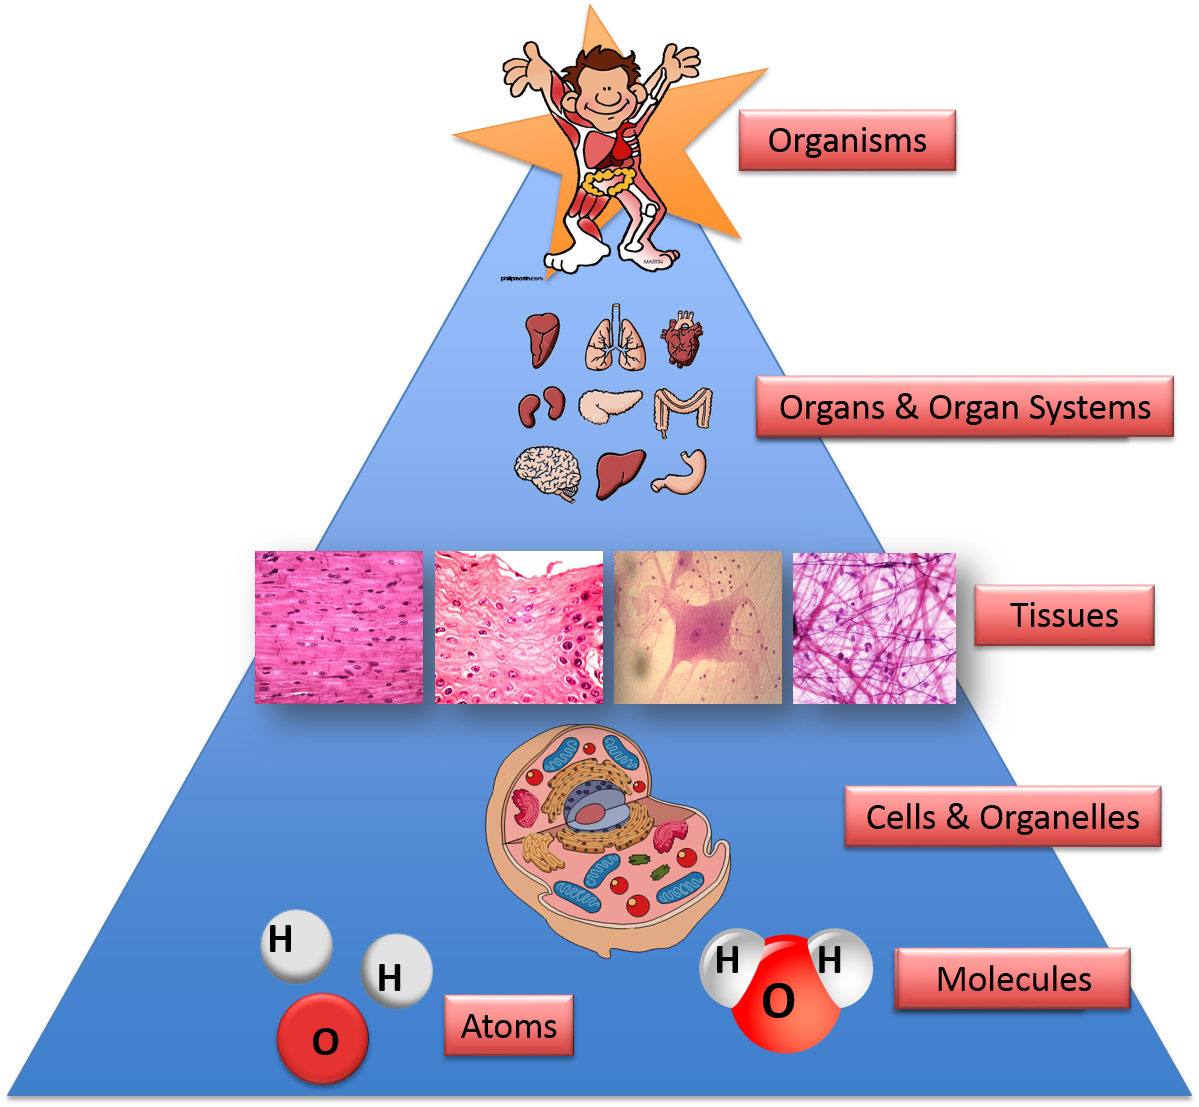 Organisms
MARTIN
philipmartin.com
Organs & Organ Systems
Tissues
Cells & Organelles
H
H
O
Atoms
H
H
O
Molecules